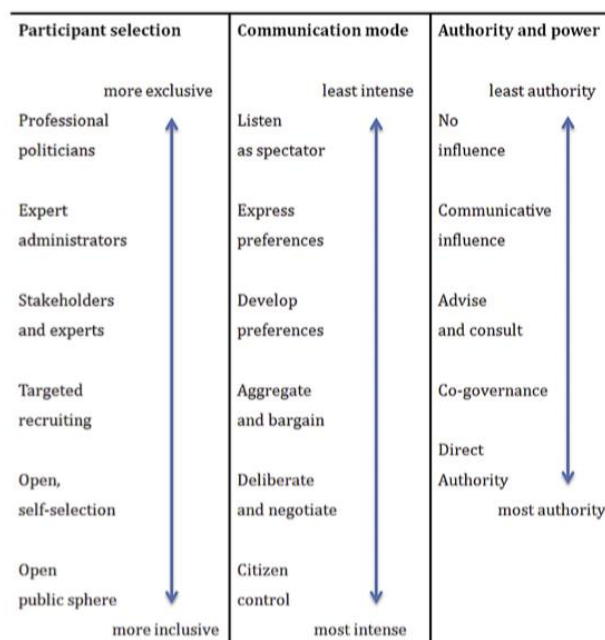 Participant selection
more exclusive
Professional
politicians
Expert
administrators
Stakeholders
and experts
Targeted
recruiting
Open,
self-selection
Open
public sphere
more inclusive
Communication mode
least intense
Listen
as spectator
Express
preferences
Develop
preferences
Aggregate
and bargain
Deliberate
and negotiate
Citizen
control
most intense
Authority and power
least authority
No
influence
Communicative
influence
Advise
and consult
Co-governance
Direct
Authority
most authority